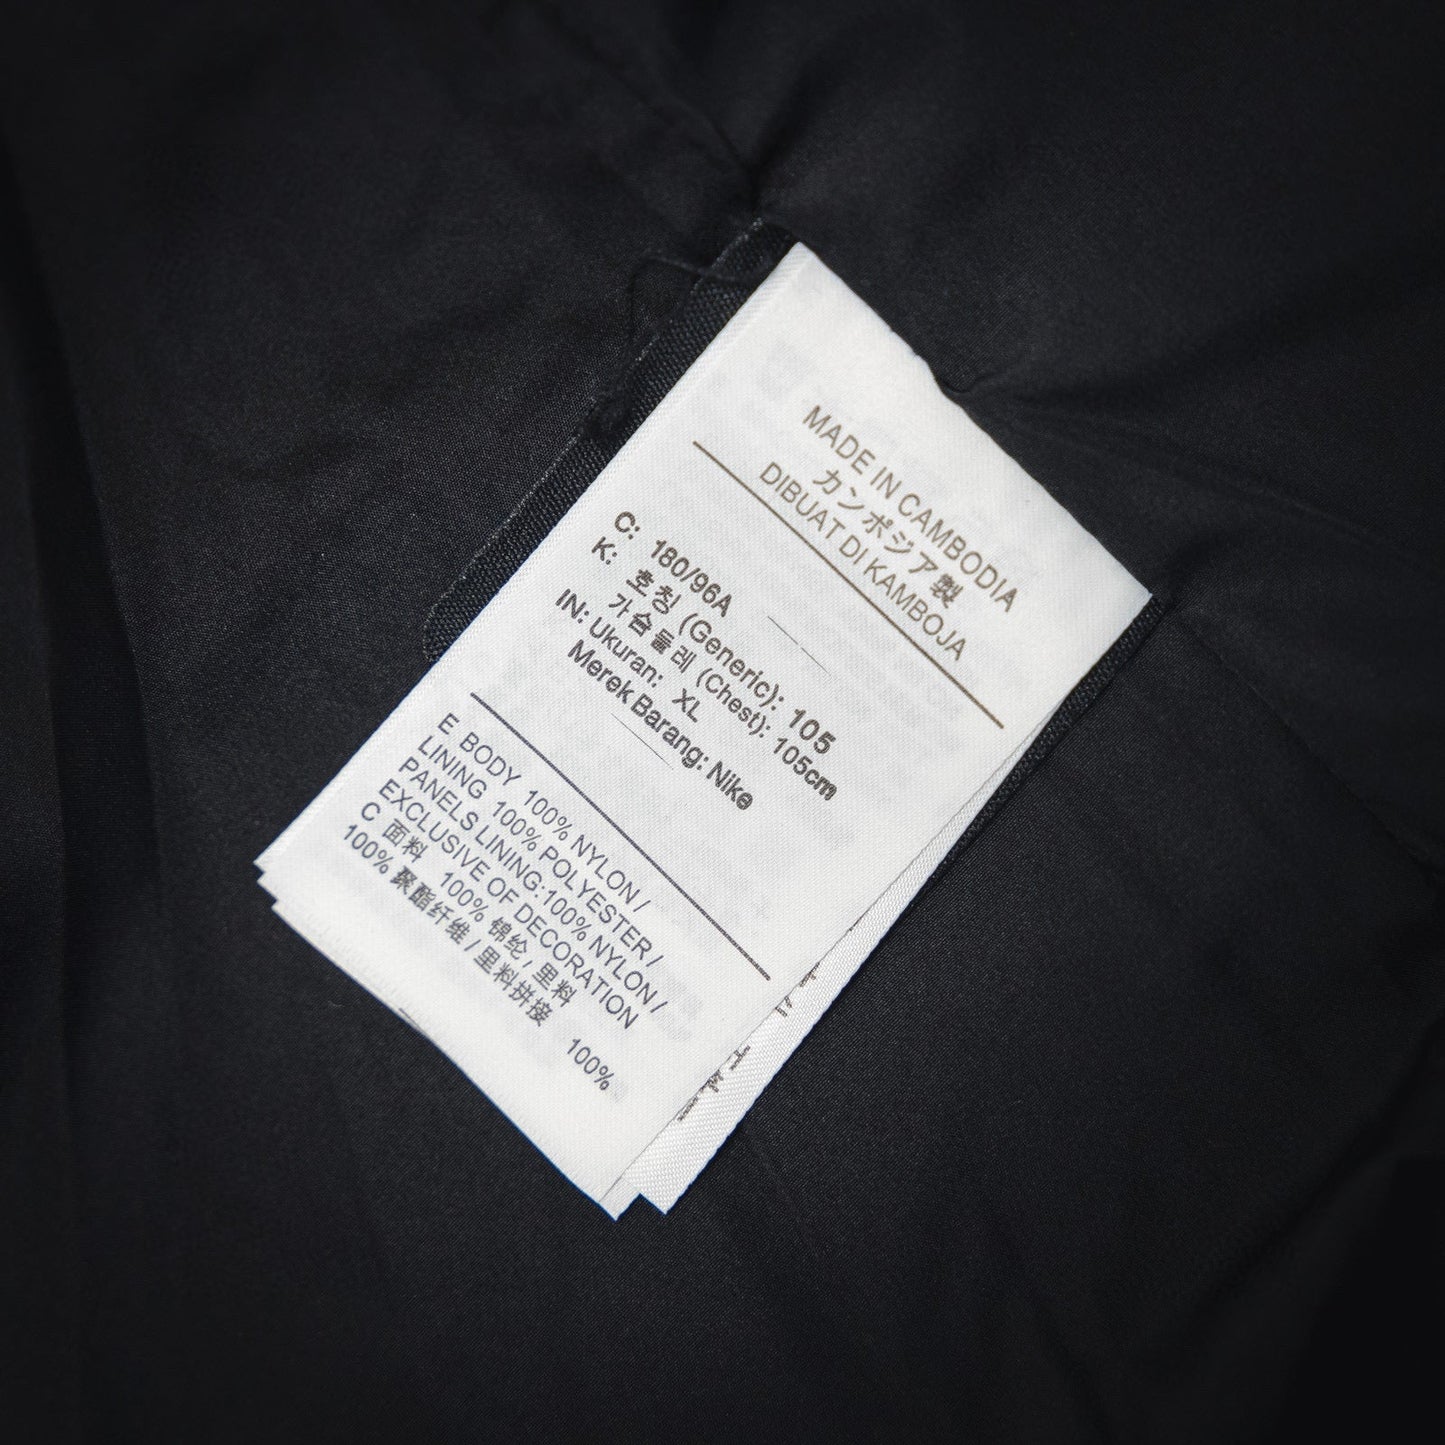 MADE IN CAMBODIA
カンボジア製
DIBUAT DI KAMBOJA
C: 180/96A
K: 호칭 (Generic): 105
가슴둘레 (Chest): 105cm
IN: Ukuran: XL
Merek Barang: Nike
E BODY 100% NYLON /
LINING 100% POLYESTER /
PANELS LINING:100% NYLON /
EXCLUSIVE OF DECORATION
C 面料 100% 锦纶 / 里料
100% 聚酯纤维 / 里料拼接
100%